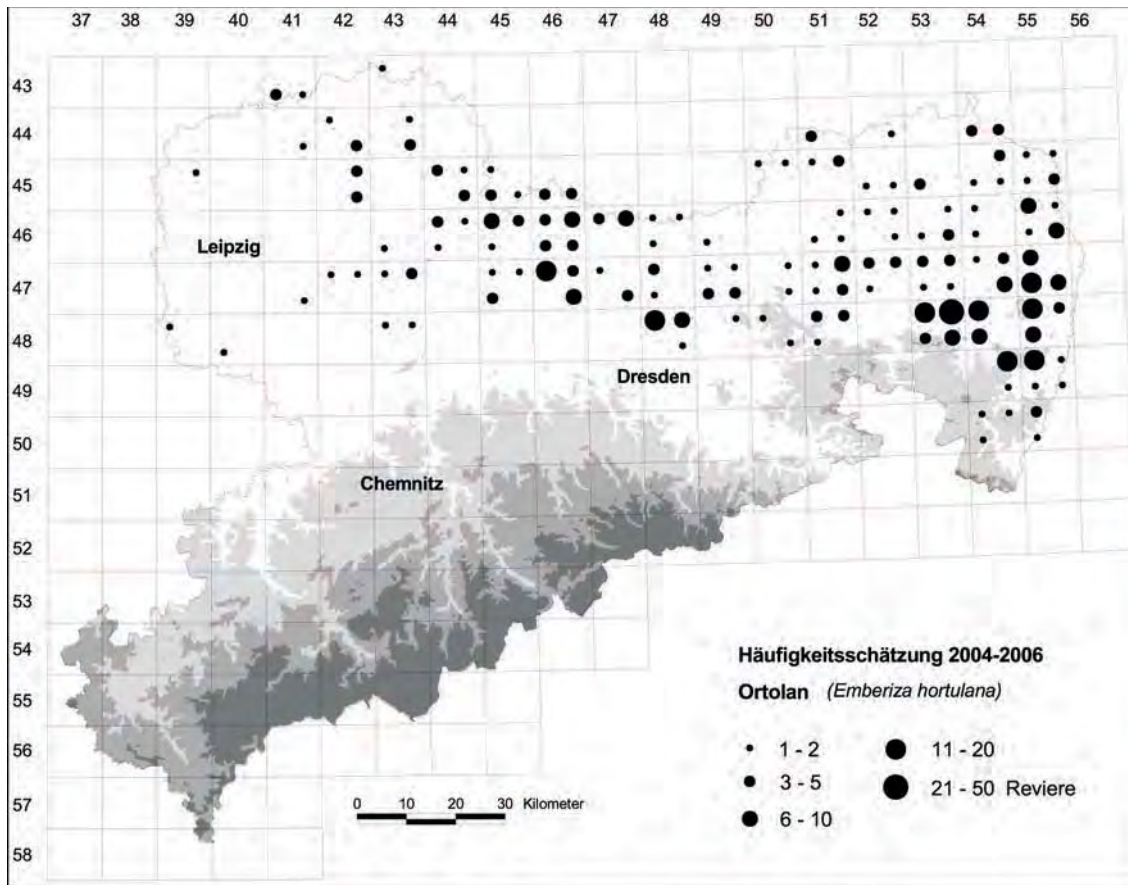 37 38 39 40 41 42 43 44 45 46 47 48 49 50 51 52 53 54 55 56
43
44
45
Leipzig
46
47
48
Dresden
49
50
Chemnitz
51
52
53
54
55
56
57
58
Häufigkeitsschätzung 2004-2006
Ortolan (Emberiza hortulana)
1 - 2 11 - 20
3 - 5 21 - 50 Reviere
6 - 10
0 10 20 30 Kilometer